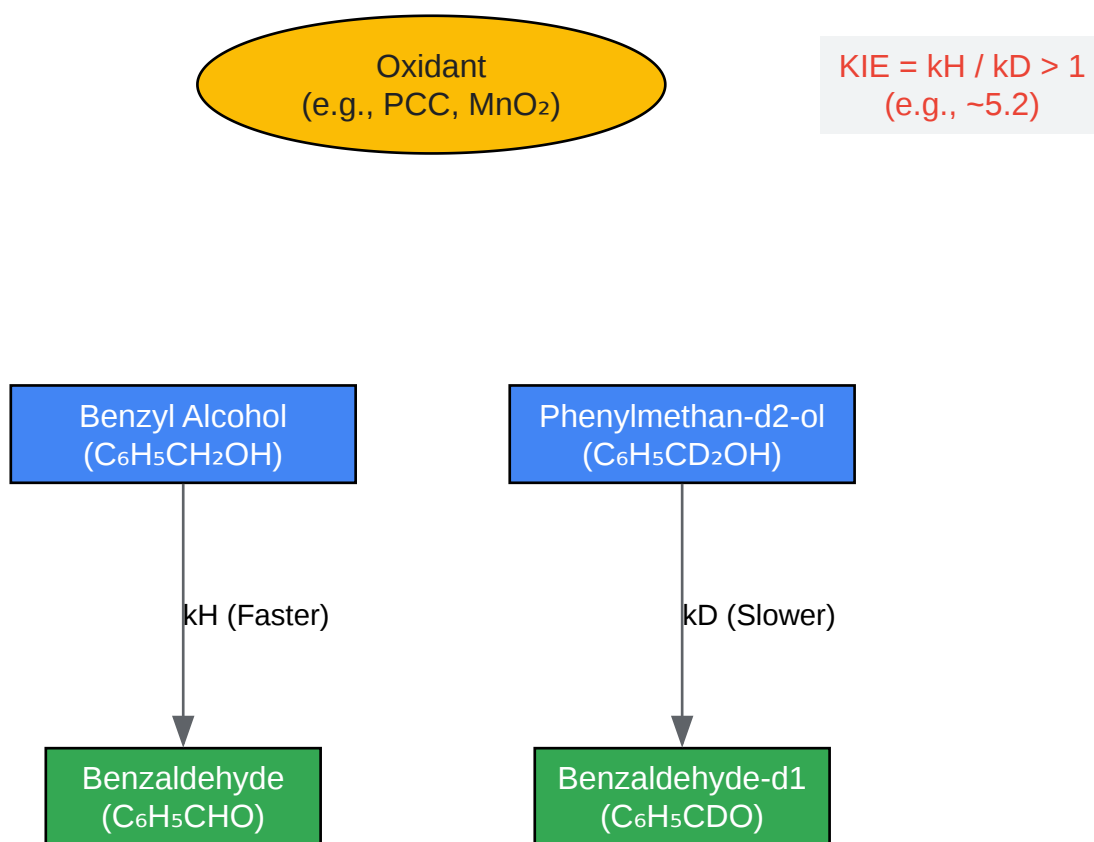 Oxidant
(e.g., PCC, MnO₂)
KIE = kH / kD > 1
(e.g., ~5.2)
Benzyl Alcohol
(C₆H₅CH₂OH)
Phenylmethan-d2-ol
(C₆H₅CD₂OH)
kH (Faster)
kD (Slower)
Benzaldehyde
(C₆H₅CHO)
Benzaldehyde-d1
(C₆H₅CDO)